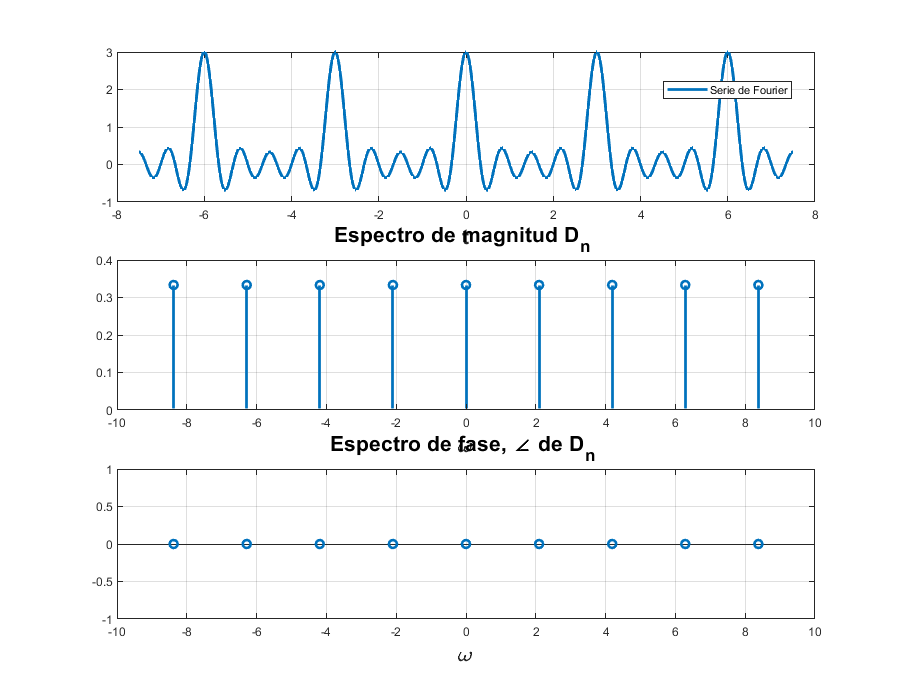 3
2
1
0
-1
Serie de Fourier
-8 -6 -4 -2 0 2 4 6 8
t
Espectro de magnitud Dn
0.4
0.3
0.2
0.1
0
-10 -8 -6 -4 -2 0 2 4 6 8 10
ω
Espectro de fase, ∠ de Dn
1
0.5
0
-0.5
-1
-10 -8 -6 -4 -2 0 2 4 6 8 10
ω